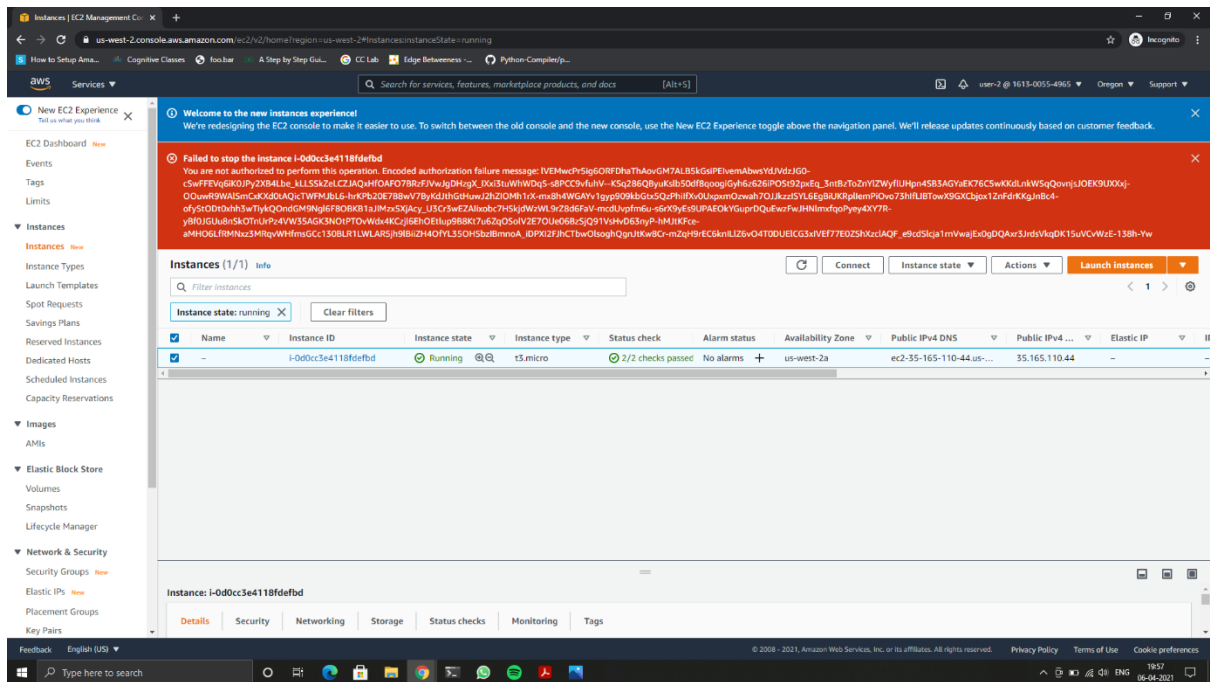 Instances | EC2 Management Con
us-west-2.console.aws.amazon.com/ec2/v2/home?region=us-west-2#Instances:instanceState=running
Incognito
How to Setup Ama...
Cognitive Classes
foo.bar
A Step by Step Gui...
CC Lab
Edge Betweeness -...
Python-Compiler/p...
aws
Services
Search for services, features, marketplace products, and docs
[Alt+S]
user-2 @ 1613-0055-4965
Oregon
Support
New EC2 Experience
Tell us what you think
EC2 Dashboard New
Events
Tags
Limits
Instances
Instances New
Instance Types
Launch Templates
Spot Requests
Savings Plans
Reserved Instances
Dedicated Hosts
Scheduled Instances
Capacity Reservations
Images
AMIs
Elastic Block Store
Volumes
Snapshots
Lifecycle Manager
Network & Security
Security Groups New
Elastic IPs New
Placement Groups
Key Pairs
Welcome to the new instances experience!
We're redesigning the EC2 console to make it easier to use. To switch between the old console and the new console, use the New EC2 Experience toggle above the navigation panel. We'll release updates continuously based on customer feedback.
Failed to stop the instance i-0d0cc3e4118fdefbd
You are not authorized to perform this operation. Encoded authorization failure message:
Instances (1/1) Info
Connect
Instance state
Actions
Launch instances
Filter instances
1
Instance state: running
Clear filters
Name Instance ID Instance state Instance type Status check Alarm status Availability Zone Public IPv4 DNS Public IPv4 ... Elastic IP
– i-0d0cc3e4118fdefbd Running t3.micro 2/2 checks passed No alarms + us-west-2a ec2-35-165-110-44.us-... 35.165.110.44 –
Instance: i-0d0cc3e4118fdefbd
Details Security Networking Storage Status checks Monitoring Tags
Feedback English (US)
© 2008 - 2021, Amazon Web Services, Inc. or its affiliates. All rights reserved. Privacy Policy Terms of Use Cookie preferences
Type here to search
ENG
19:57
06-04-2021